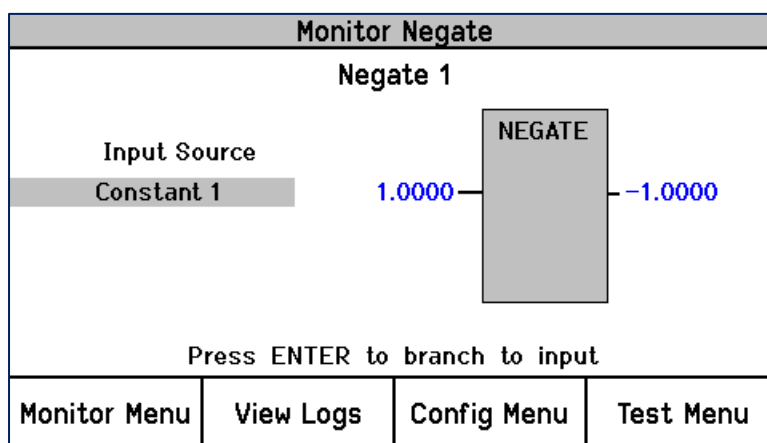 Monitor Negate
Negate 1
NEGATE
Input Source
Constant 1
1.0000
-1.0000
Press ENTER to branch to input
Monitor Menu
View Logs
Config Menu
Test Menu